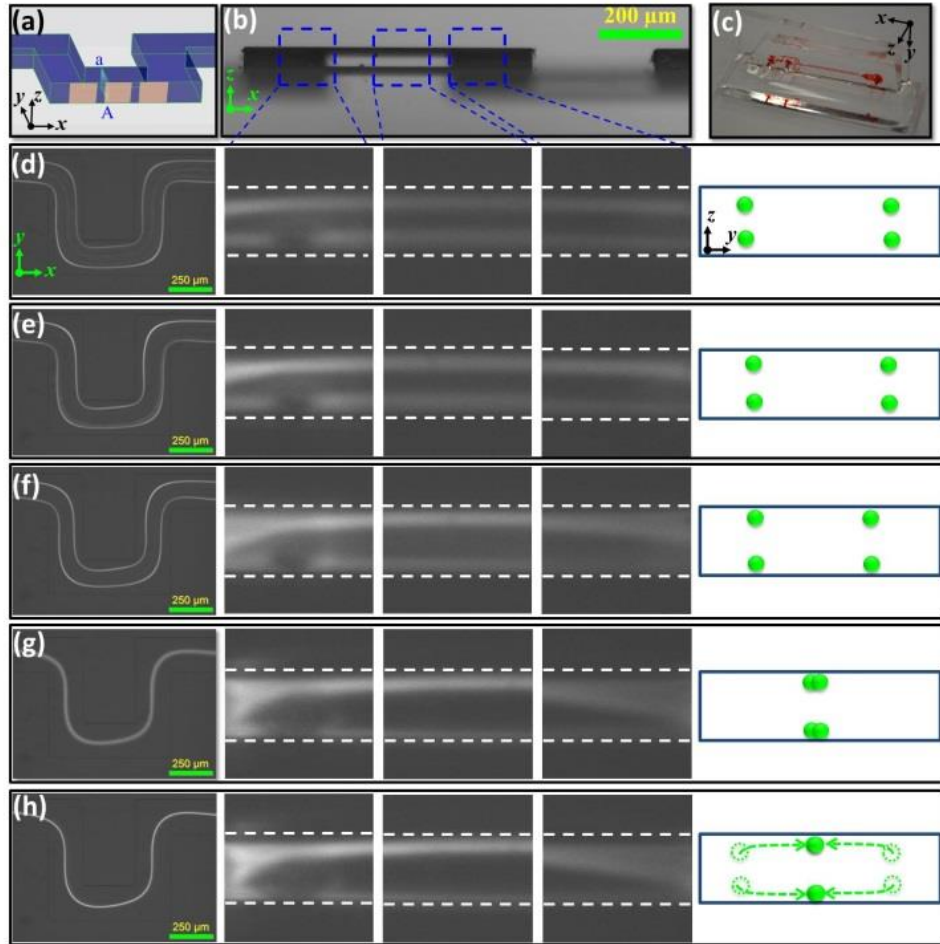 (a)
a
A
y
z
x
(b)
200 μm
z
x
(c)
x
z
y
(d)
y
x
250 μm
z
y
(e)
250 μm
(f)
250 μm
(g)
250 μm
(h)
250 μm